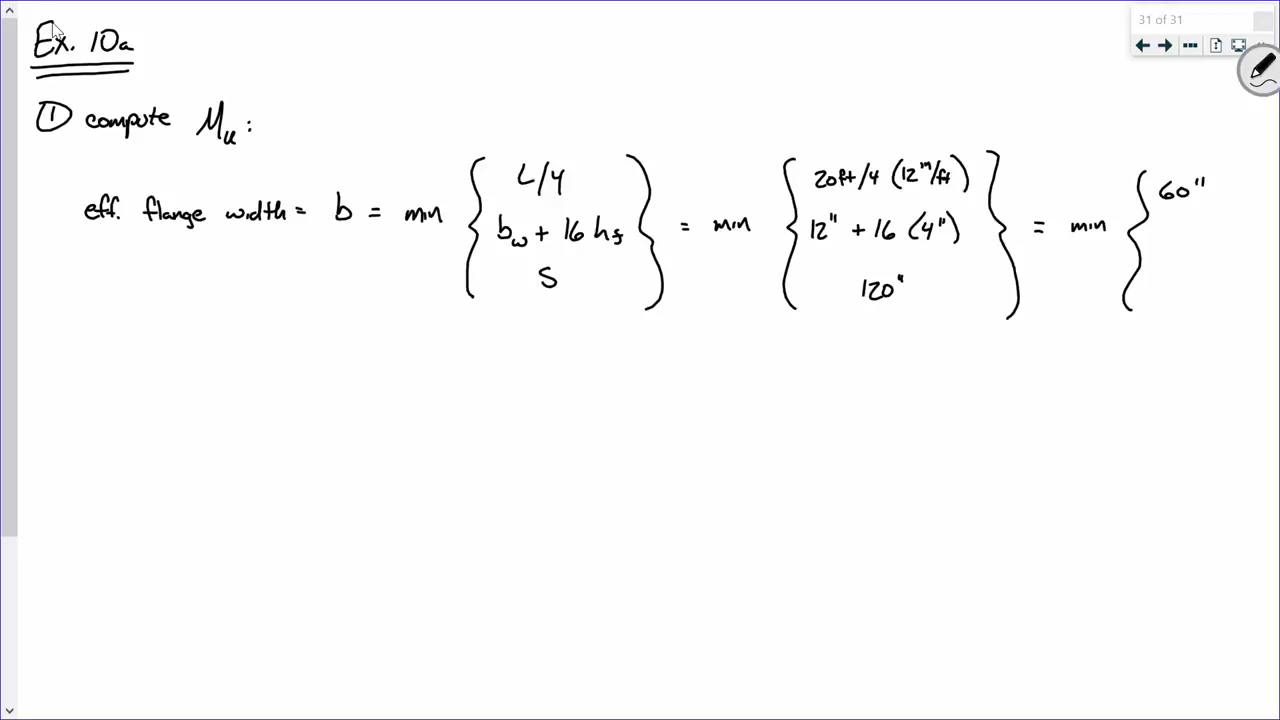 31 of 31
Ex. 10a
① compute Mu:
eff. flange width = b = min { L/4 bw + 16 hf S } = min { 20ft/4 (12in/ft) 12" + 16 (4") 120" } = min { 60"